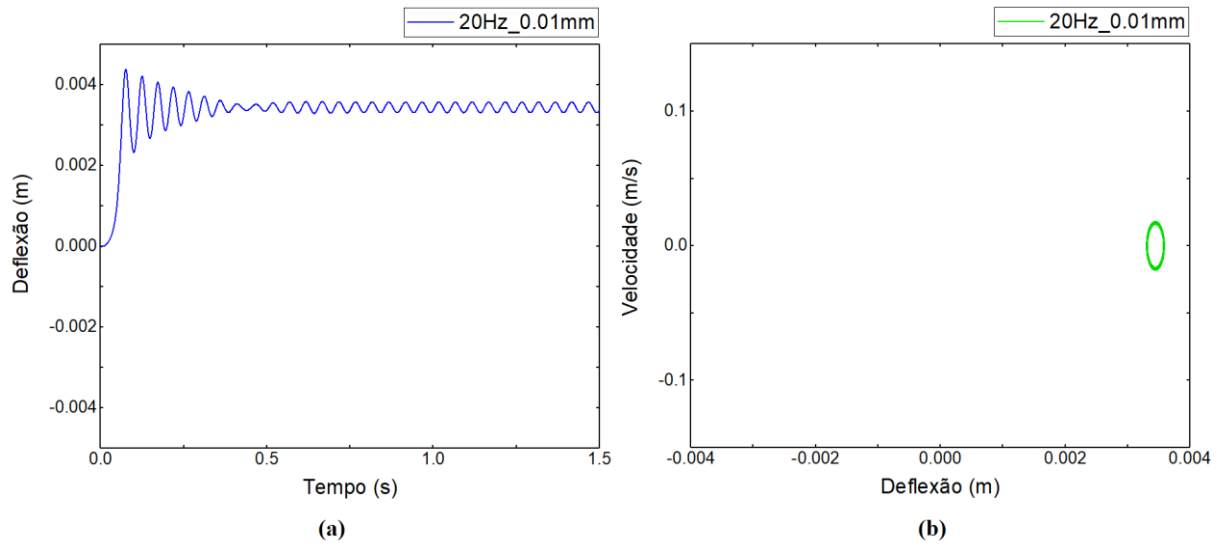 20Hz_0.01mm
0.004
0.002
0.000
-0.002
-0.004
Deflexão (m)
0.0
0.5
1.0
1.5
Tempo (s)
(a)
20Hz_0.01mm
0.1
0.0
-0.1
Velocidade (m/s)
-0.004
-0.002
0.000
0.002
0.004
Deflexão (m)
(b)